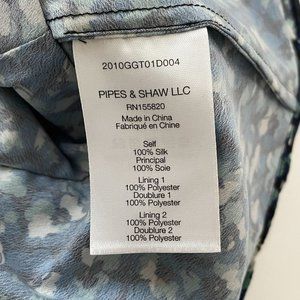 2010GGT01D004
PIPES & SHAW LLC
RN155820
Made in China
Fabriqué en Chine
Self
100% Silk
Principal
100% Soie
Lining 1
100% Polyester
Doublure 1
100% Polyester
Lining 2
100% Polyester
Doublure 2
100% Polyester